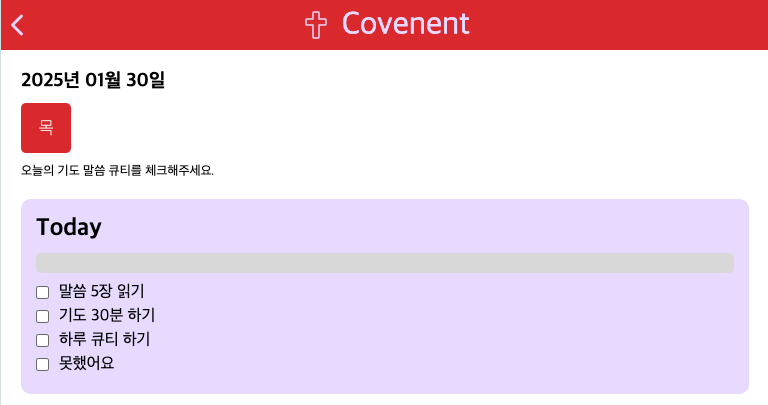 Covenent
2025년 01월 30일
목
오늘의 기도 말씀 큐티를 체크해주세요.
Today
말씀 5장 읽기
기도 30분 하기
하루 큐티 하기
못했어요